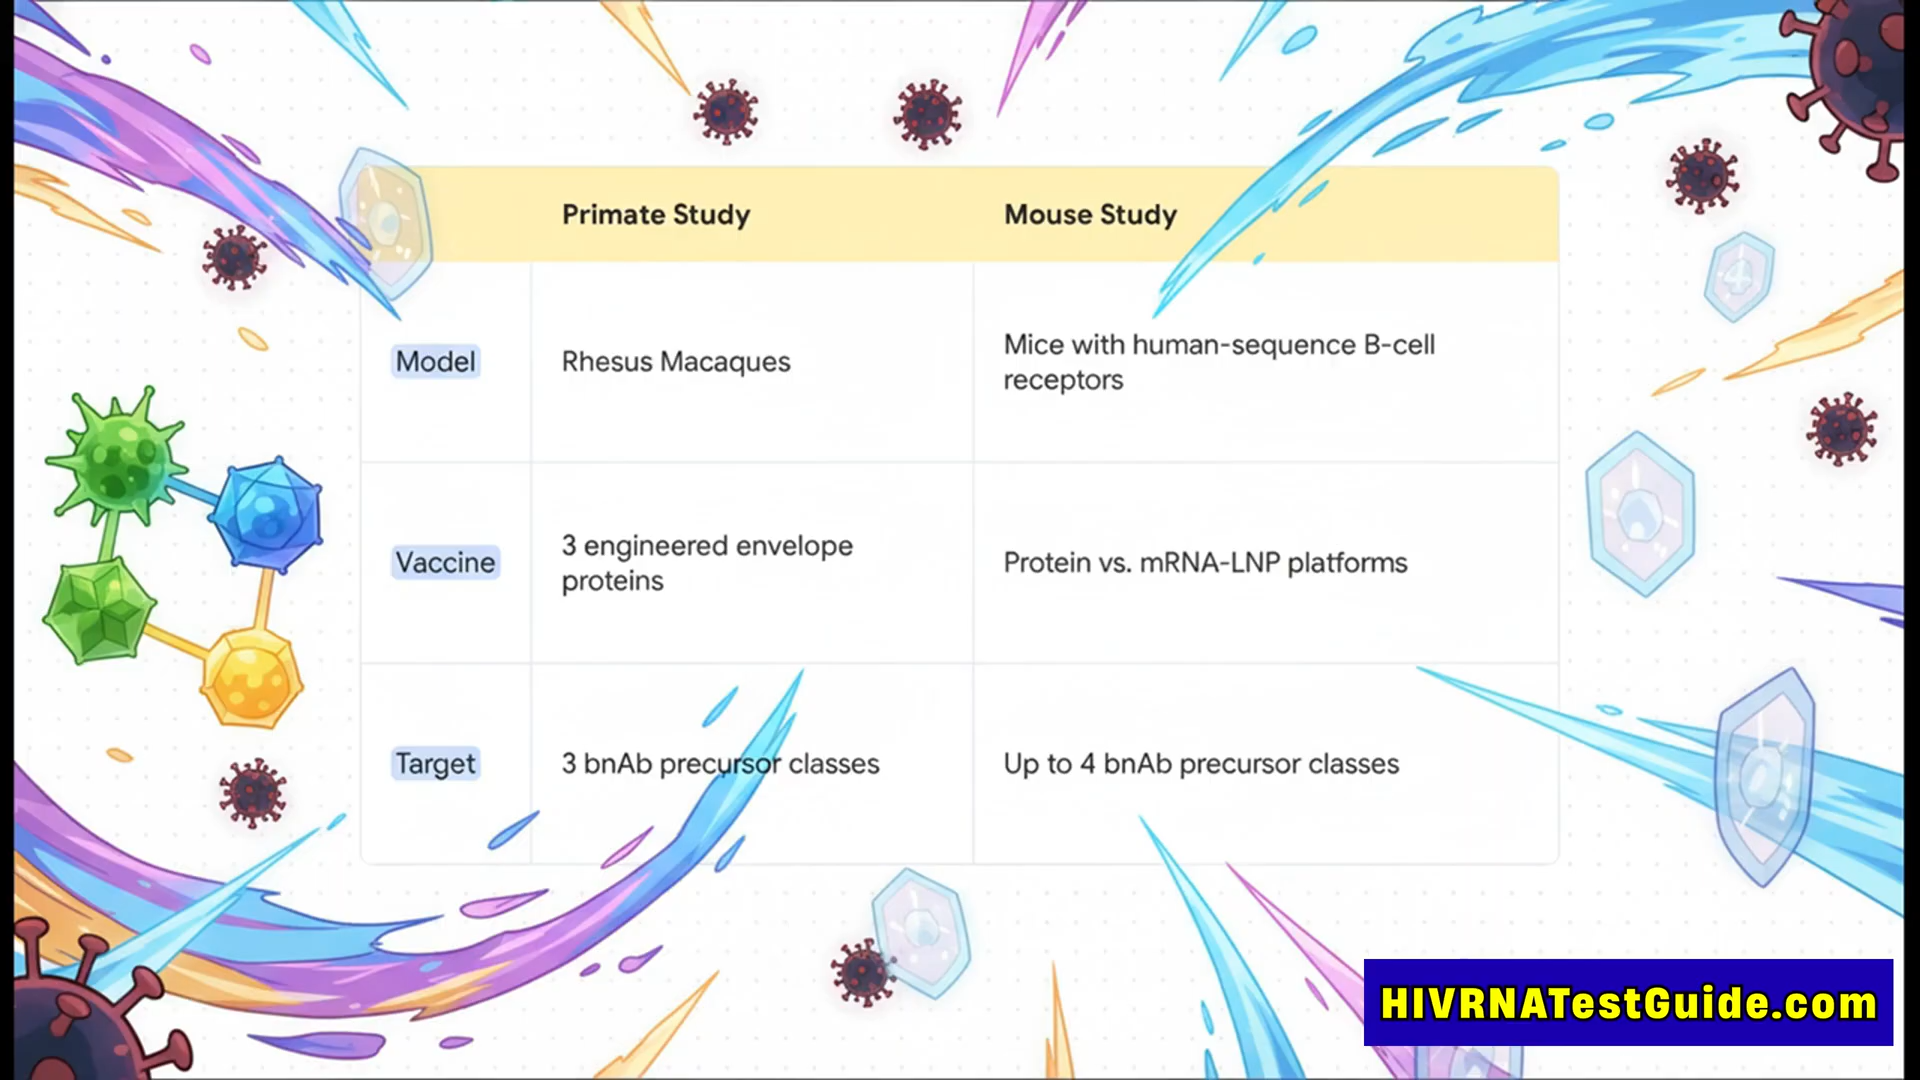 Primate Study
Mouse Study
Model
Rhesus Macaques
Mice with human-sequence B-cell
receptors
Vaccine
3 engineered envelope
proteins
Protein vs. mRNA-LNP platforms
Target
3 bnAb precursor classes
Up to 4 bnAb precursor classes
HIVRNATestGuide.com